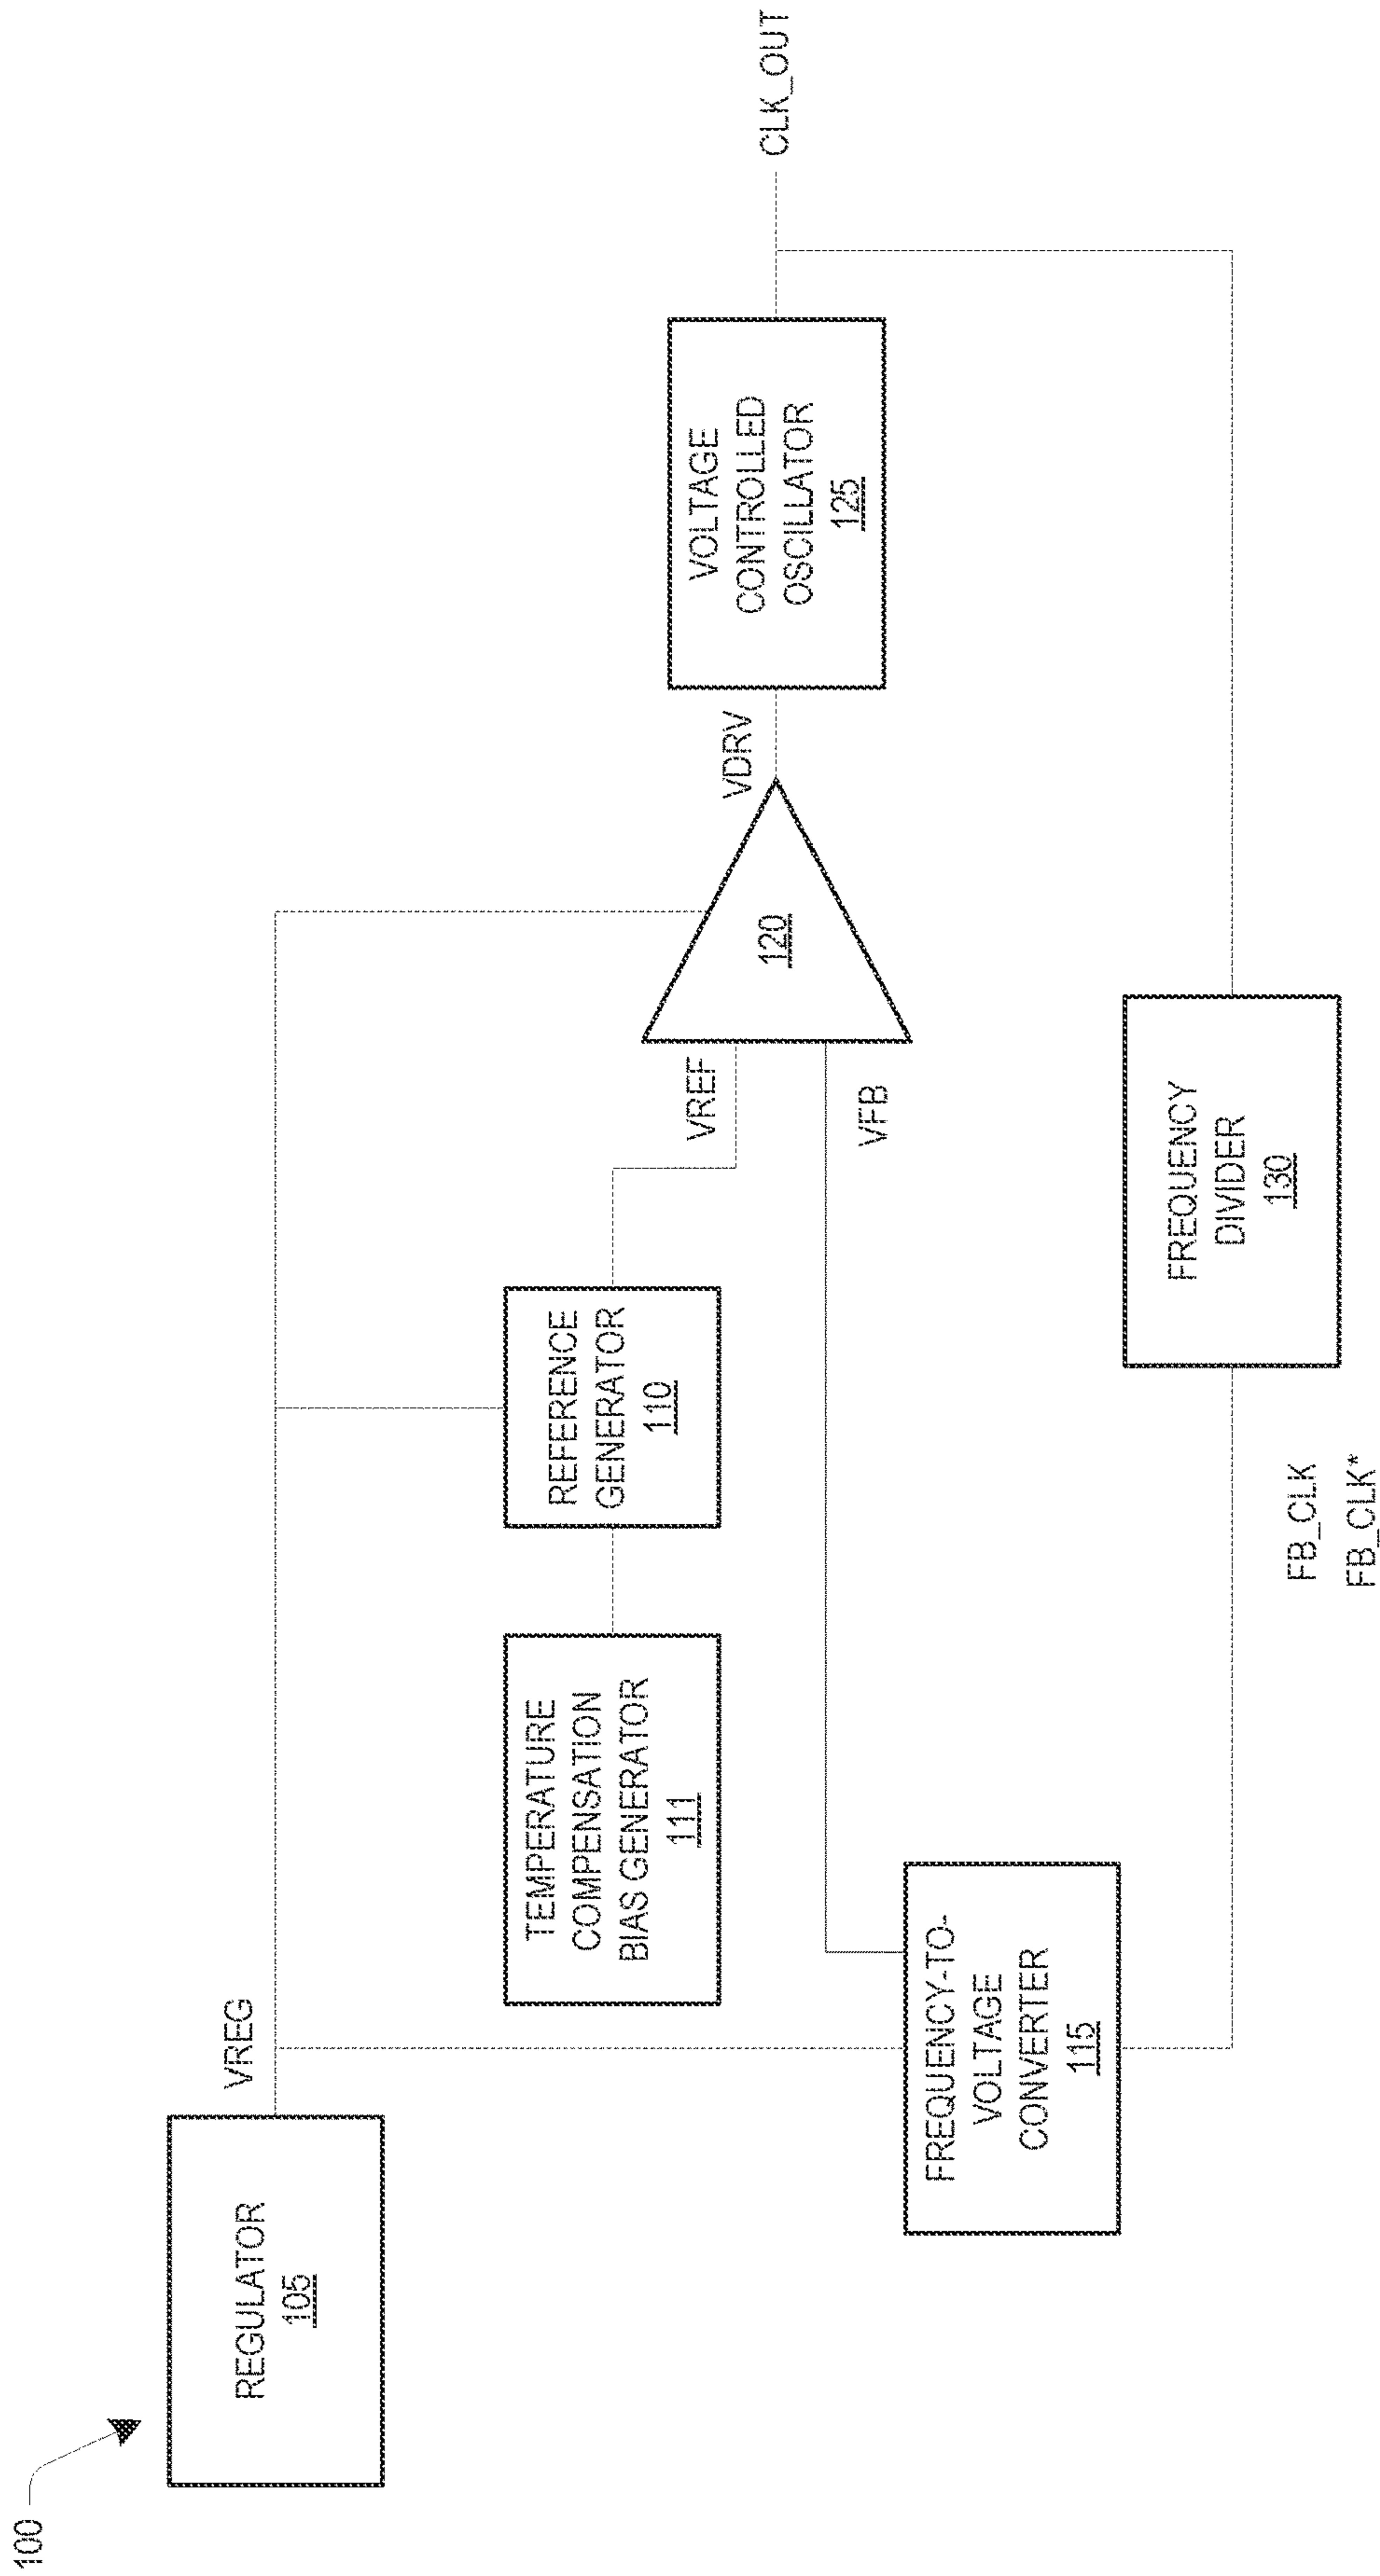 100
REGULATOR
105
VREG
TEMPERATURE
COMPENSATION
BIAS GENERATOR
111
REFERENCE
GENERATOR
110
VREF
VFB
120
VDRV
VOLTAGE
CONTROLLED
OSCILLATOR
125
CLK_OUT
FREQUENCY-TO-
VOLTAGE
CONVERTER
115
FB_CLK
FB_CLK*
FREQUENCY
DIVIDER
130